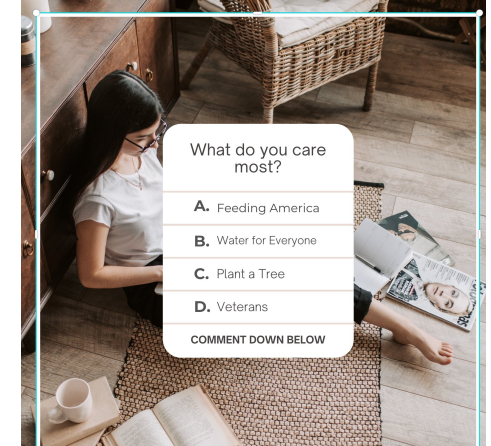 What do you care
most?
A. Feeding America
B. Water for Everyone
C. Plant a Tree
D. Veterans
COMMENT DOWN BELOW